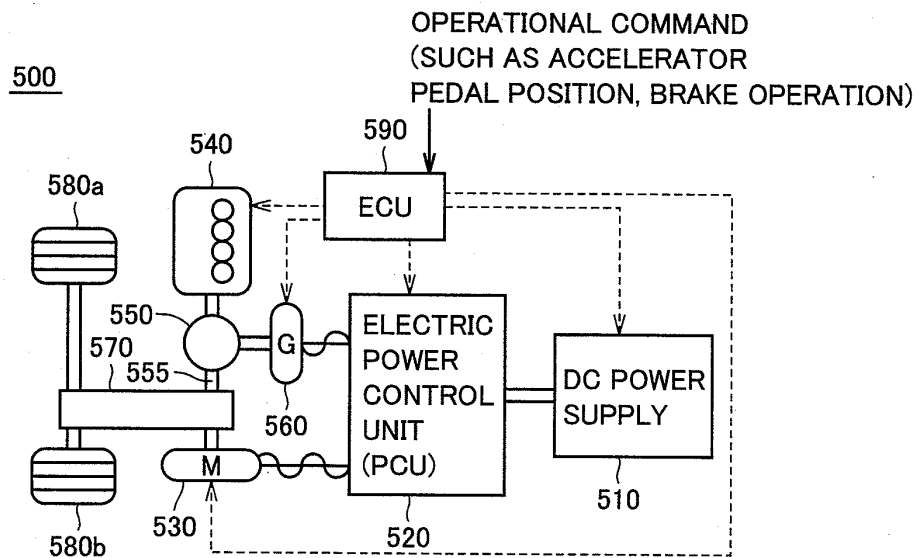 OPERATIONAL COMMAND
(SUCH AS ACCELERATOR
PEDAL POSITION, BRAKE OPERATION)
500
540
590
580a
ECU
550
570
555
G
560
ELECTRIC
POWER
CONTROL
UNIT
(PCU)
DC POWER
SUPPLY
M
530
580b
520
510